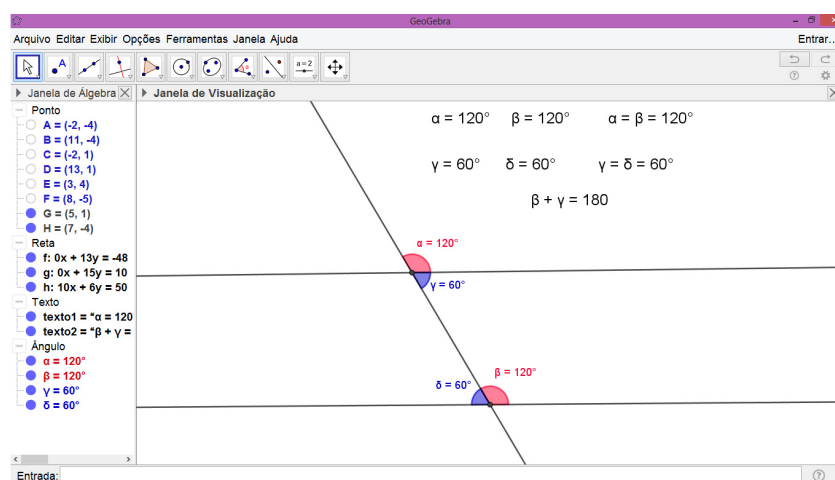 GeoGebra
Arquivo Editar Exibir Opções Ferramentas Janela Ajuda Entrar...
A a=2
Janela de Álgebra Janela de Visualização
Ponto
A = (-2, -4)
B = (11, -4)
C = (-2, 1)
D = (13, 1)
E = (3, 4)
F = (8, -5)
G = (5, 1)
H = (7, -4)
Reta
f: 0x + 13y = -48
g: 0x + 15y = 10
h: 10x + 6y = 50
Texto
texto1 = "α = 120
texto2 = "β + γ =
Ângulo
α = 120°
β = 120°
γ = 60°
δ = 60°
α = 120° β = 120° α = β = 120°
γ = 60° δ = 60° γ = δ = 60°
β + γ = 180
α = 120°
γ = 60°
β = 120°
δ = 60°
Entrada: